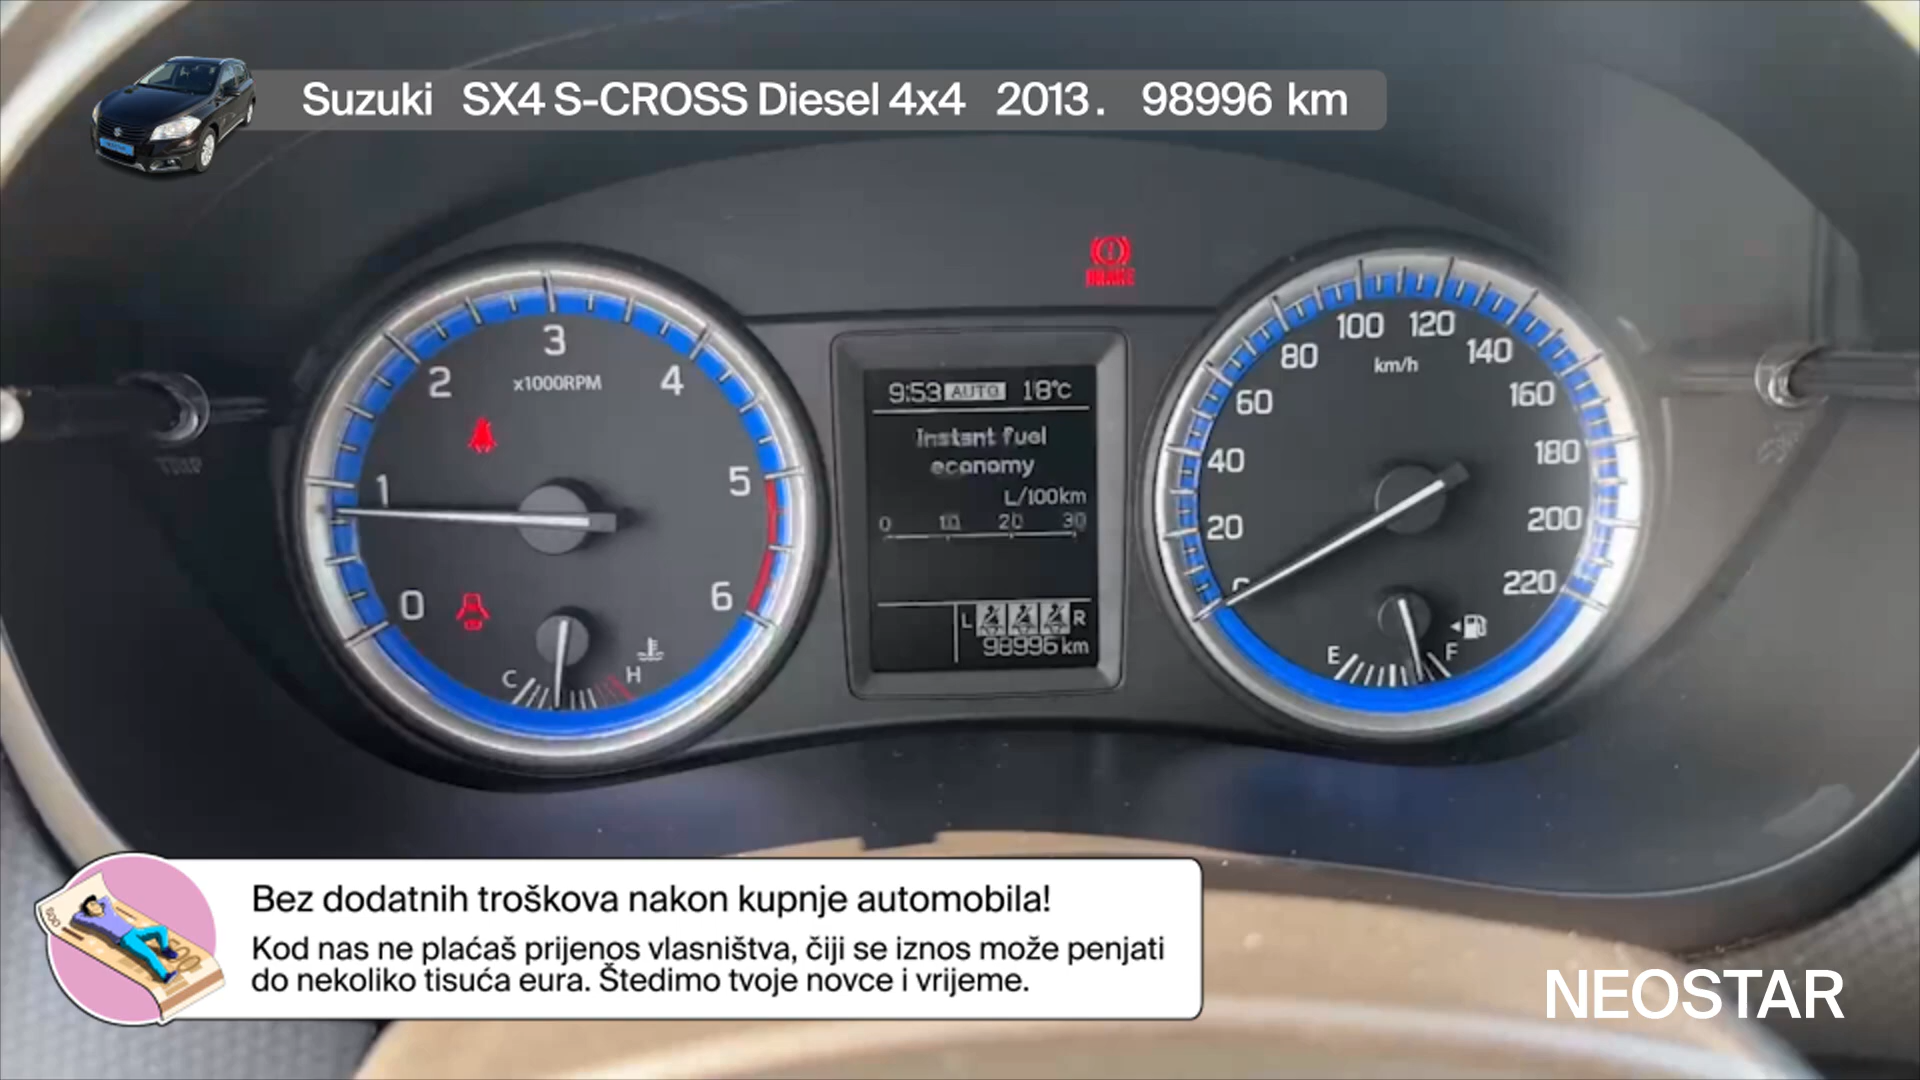 Suzuki SX4 S-CROSS Diesel 4x4 2013. 98996 km
BRAKE
3
2
4
x1000RPM
1
5
0
6
C
H
9:53 AUTO 18°C
Instant fuel
economy
L/100km
0 10 20 30
L R
98996 km
100 120
80 140
km/h
60 160
40 180
20 200
220
E F
Bez dodatnih troškova nakon kupnje automobila!
Kod nas ne plaćaš prijenos vlasništva, čiji se iznos može penjati
do nekoliko tisuća eura. Štedimo tvoje novce i vrijeme.
NEOSTAR